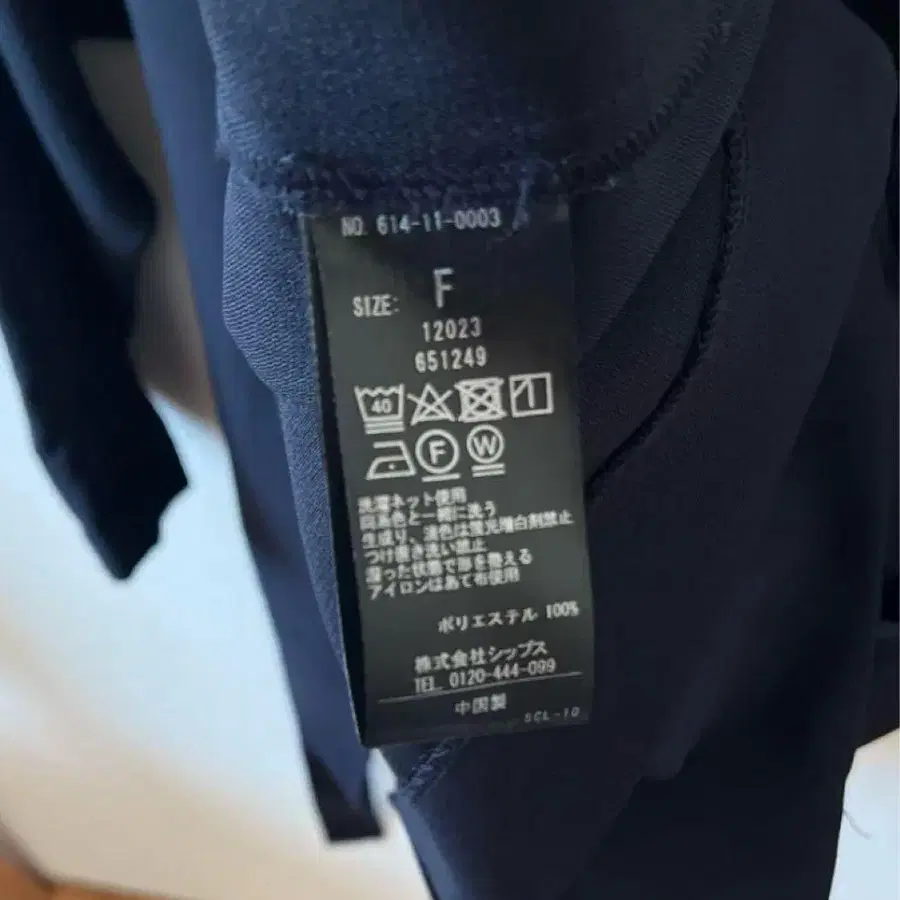 NO. 614-11-0003
SIZE: F
12023
651249
40
F W
洗濯ネット使用
同系色と一緒に洗う
生成り、淡色は蛍光増白剤禁止
つけ置き洗い禁止
湿った状態で形を整える
アイロンはあて布使用
ポリエステル 100%
株式会社シップス
TEL. 0120-444-099
中国製
SCL-10